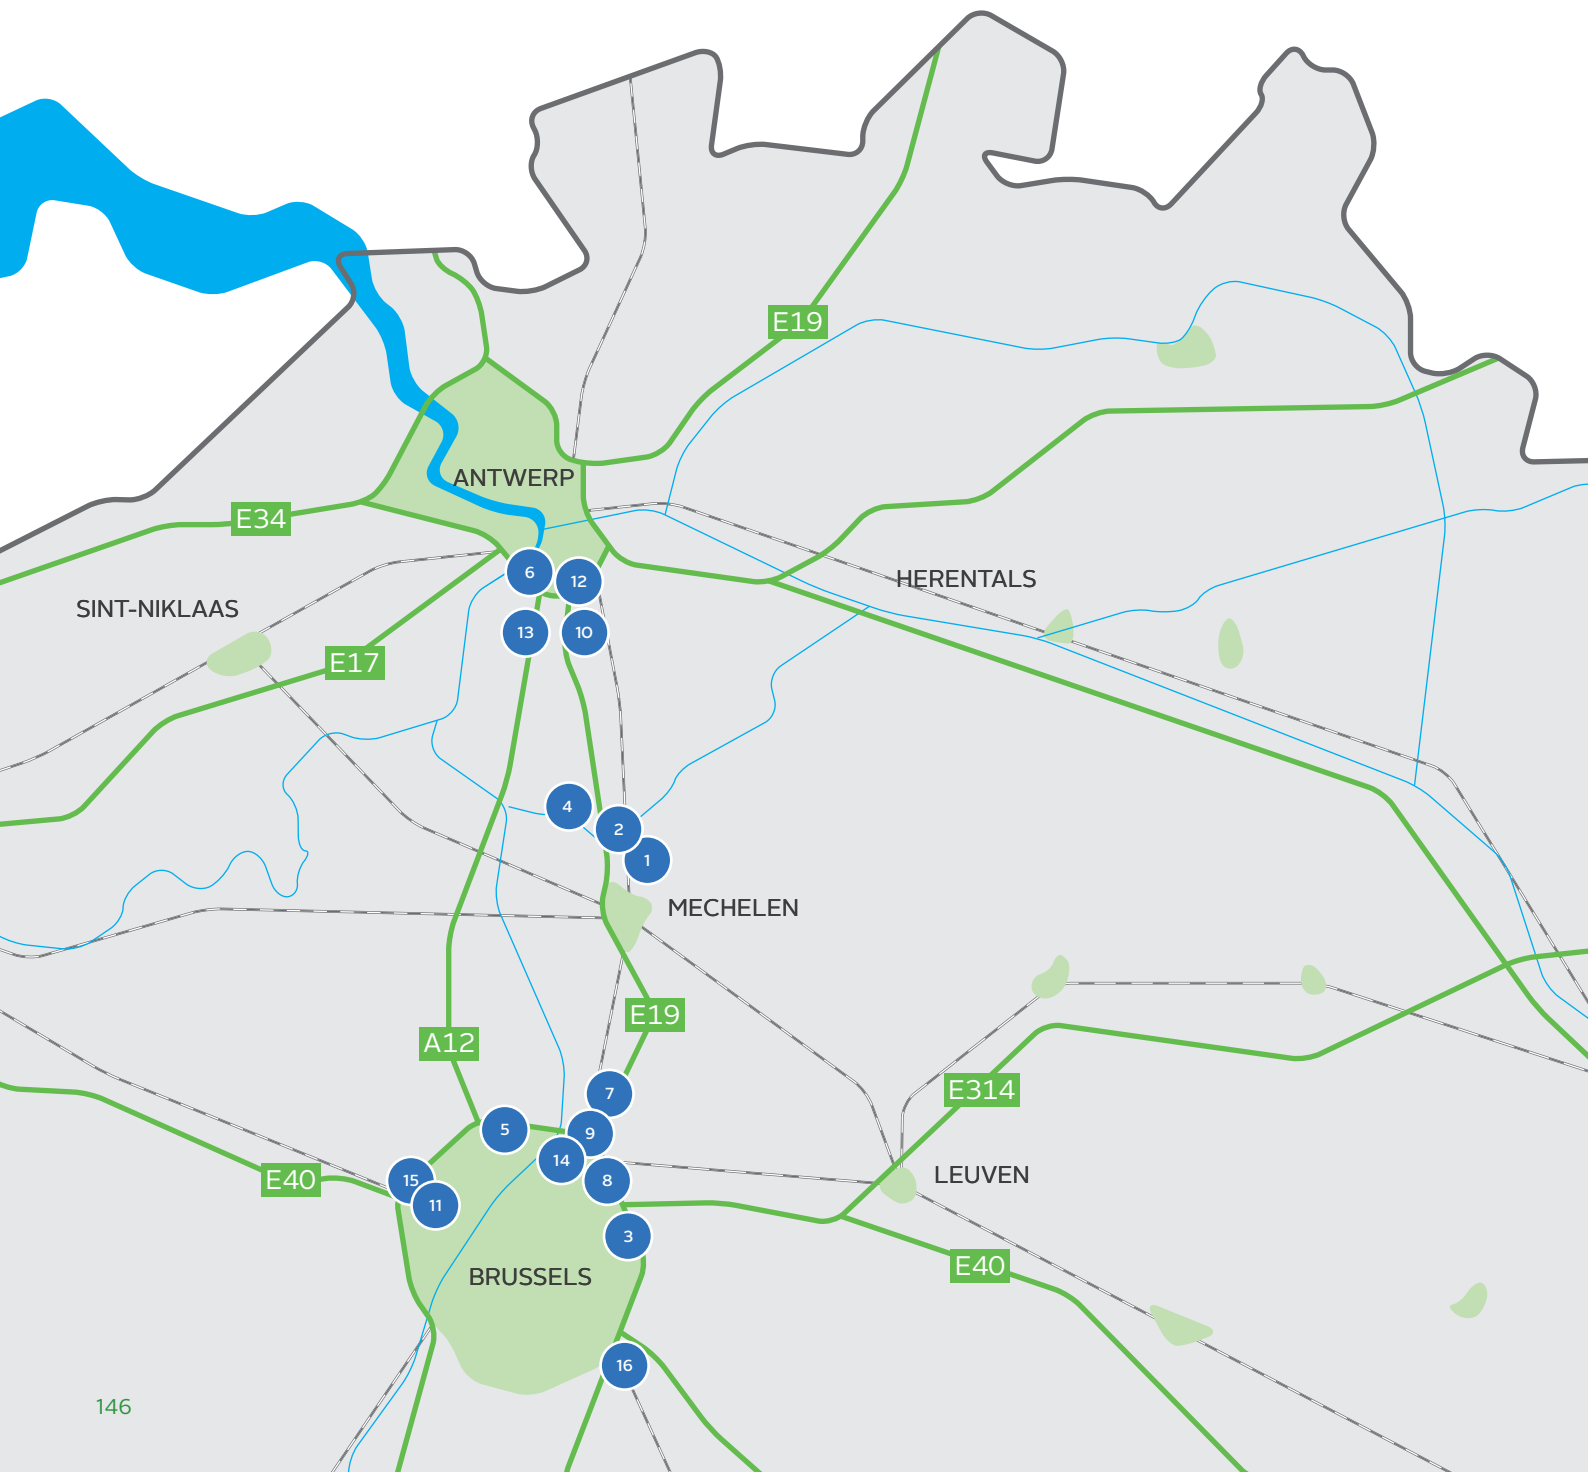 E19
ANTWERP
E34
6
12
HERENTALS
SINT-NIKLAAS
13
10
E17
4
2
1
MECHELEN
E19
A12
7
E314
5
9
14
LEUVEN
E40
15
8
11
3
E40
BRUSSELS
16
146